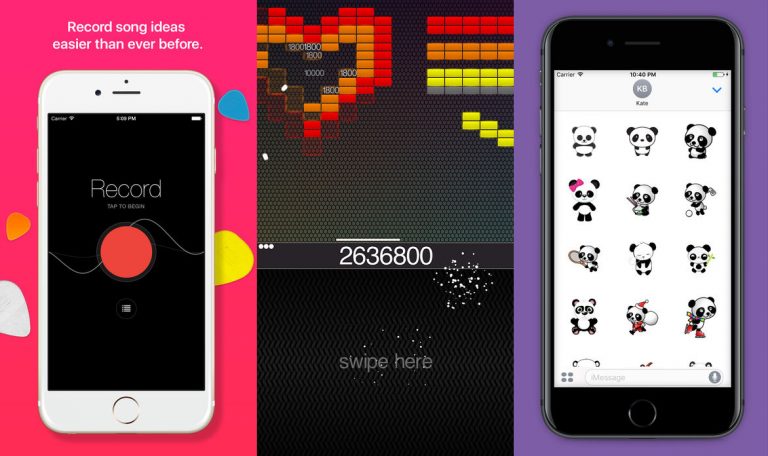 Record song ideas
easier than ever before.
Carrier
5:09 PM
Record
TAP TO BEGIN
1800 1800
10000
1800
1800
2636800
swipe here
Carrier
10:40 PM
KB
Kate
iMessage